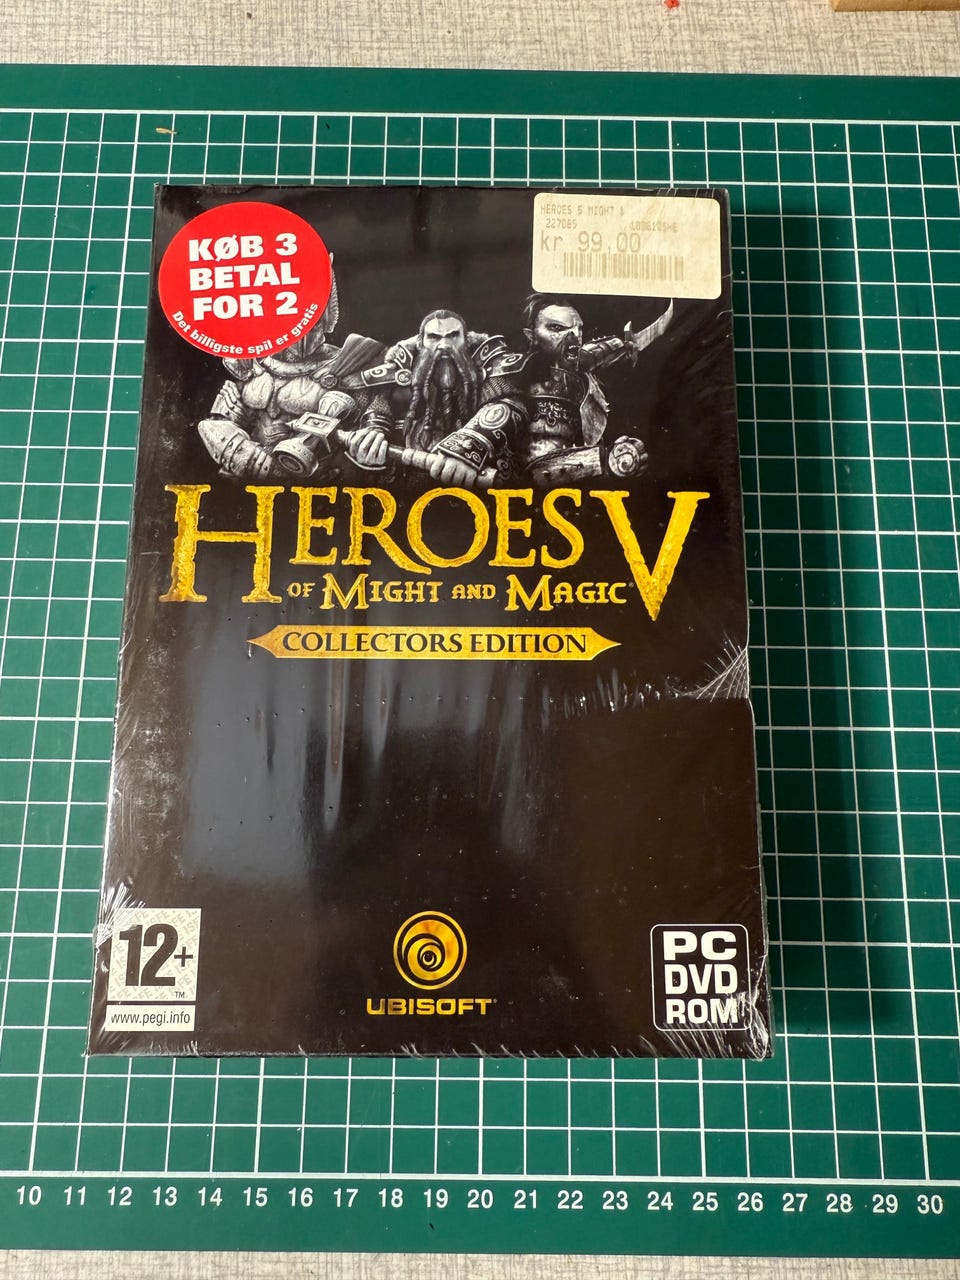 KØB 3
BETAL
FOR 2
Det billigste spil er gratis
HEROES 5 MIGHT &
227085
kr 99,00
HEROES V
OF MIGHT AND MAGIC
COLLECTORS EDITION
12+
™
www.pegi.info
UBISOFT
PC
DVD
ROM
10 11 12 13 14 15 16 17 18 19 20 21 22 23 24 25 26 27 28 29 30